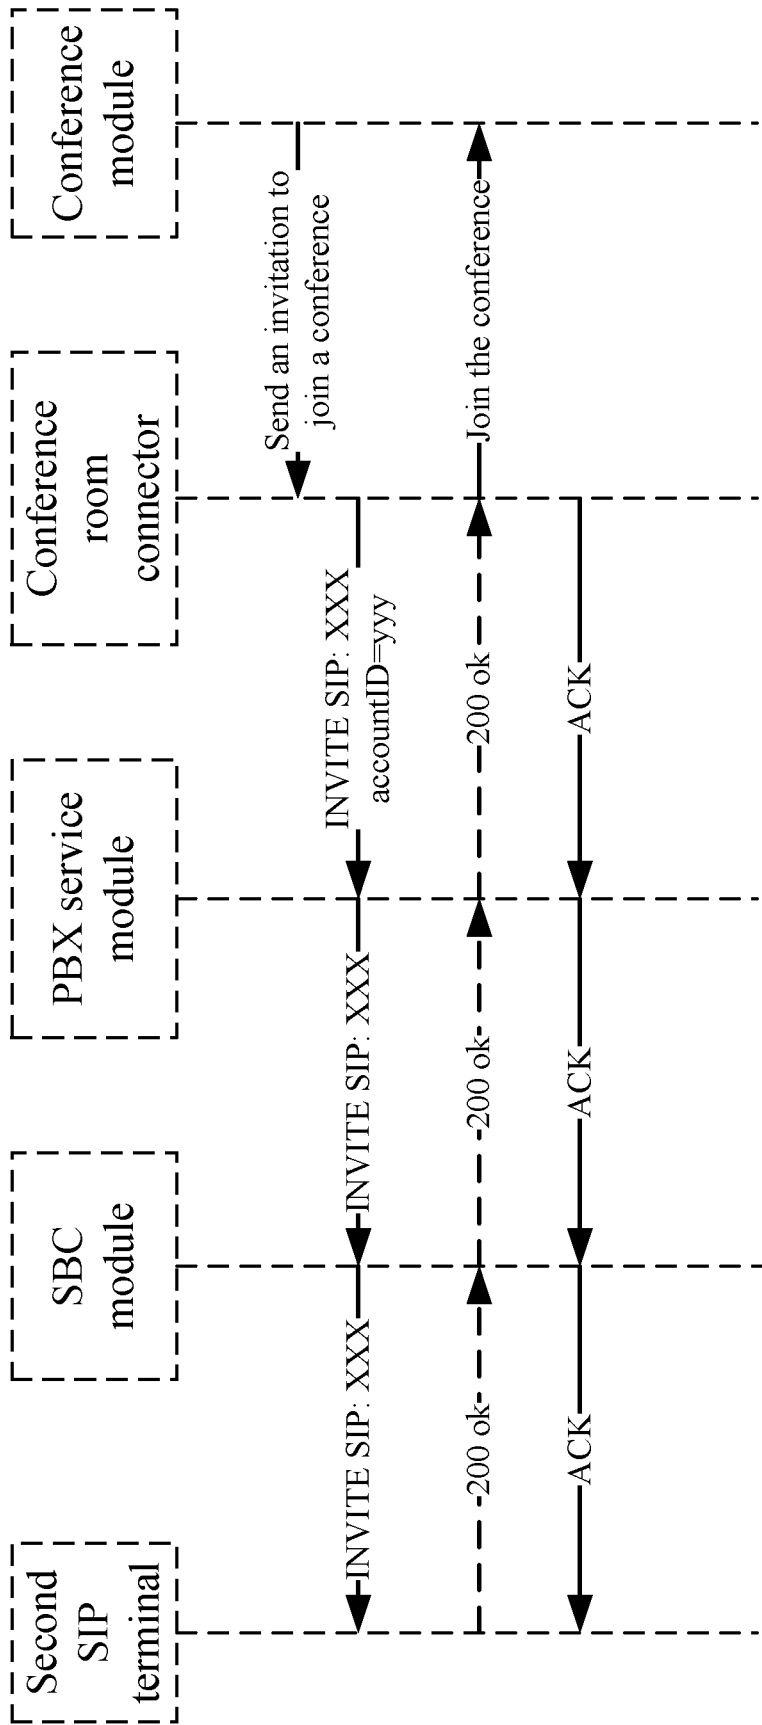 Second
SIP
terminal
SBC
module
PBX service
module
Conference
room
connector
Conference
module
Send an invitation to
join a conference
INVITE SIP: XXX
accountID=yyy
INVITE SIP: XXX
INVITE SIP: XXX
200 ok
200 ok
200 ok
Join the conference
ACK
ACK
ACK